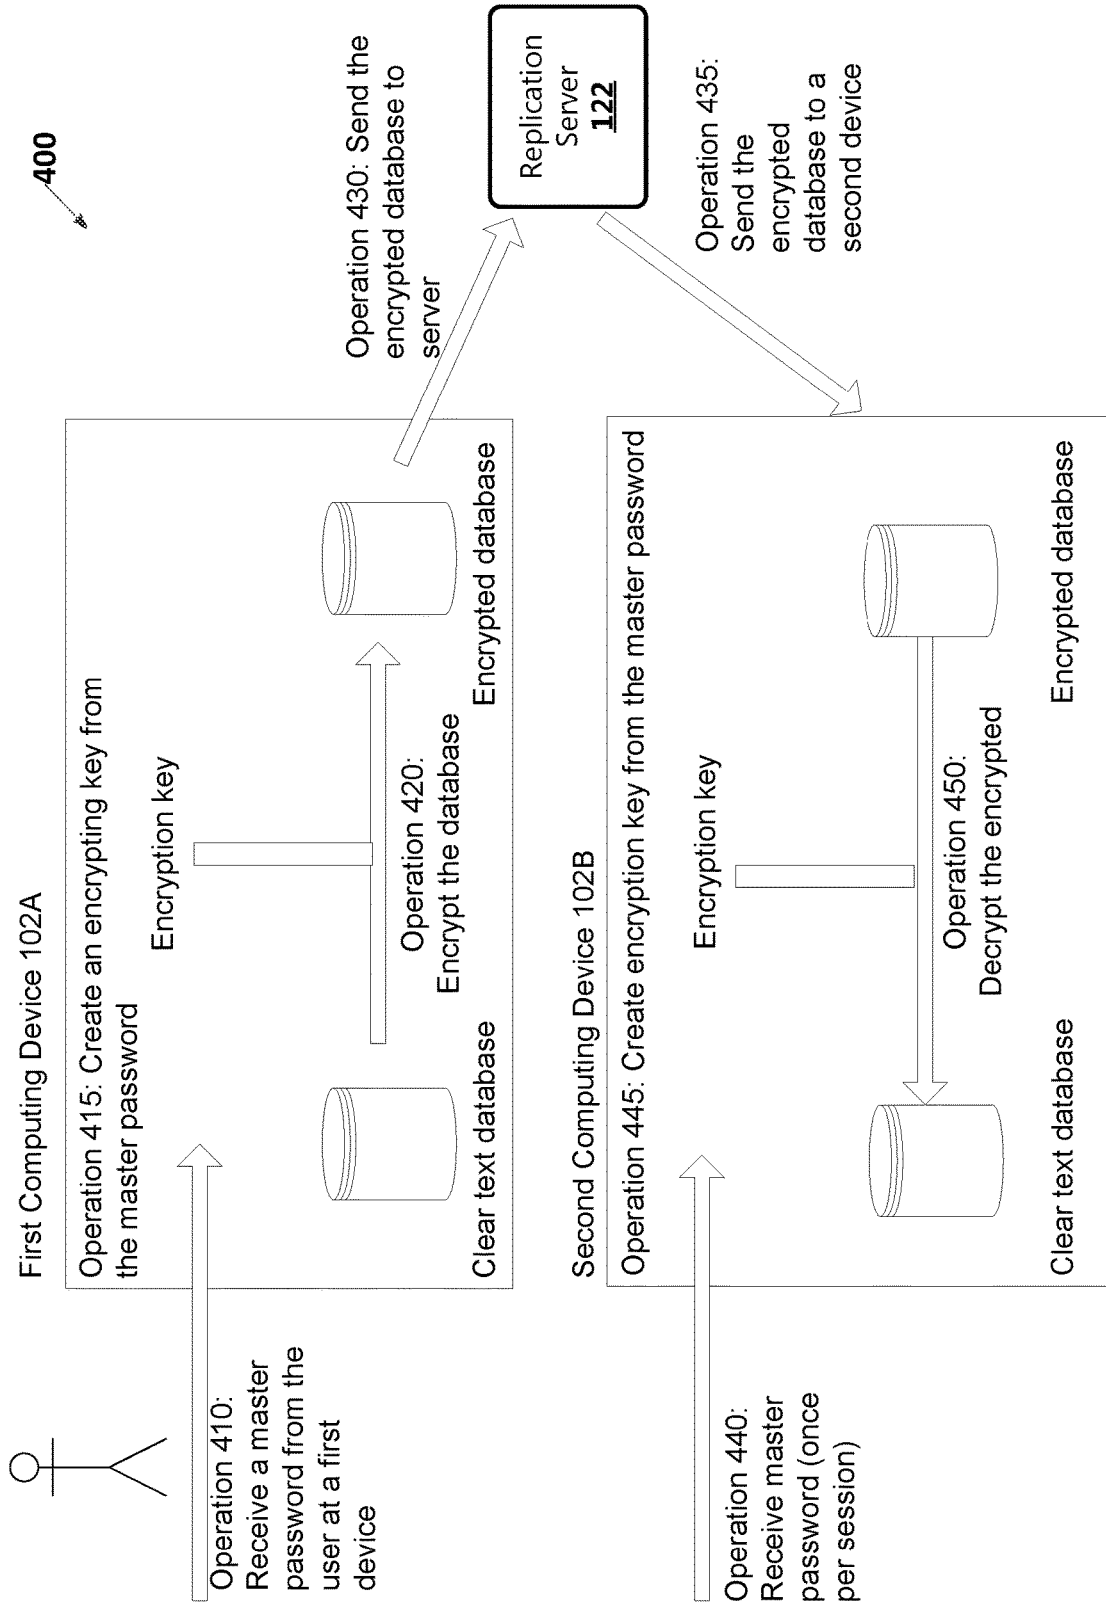 400
First Computing Device 102A
Operation 410:
Receive a master
password from the
user at a first
device
Operation 415: Create an encrypting key from
the master password
Encryption key
Operation 420:
Encrypt the database
Clear text database
Encrypted database
Operation 430: Send the
encrypted database to
server
Replication
Server
122
Operation 435:
Send the
encrypted
database to a
second device
Second Computing Device 102B
Operation 440:
Receive master
password (once
per session)
Operation 445: Create encryption key from the master password
Encryption key
Operation 450:
Decrypt the encrypted
Clear text database
Encrypted database